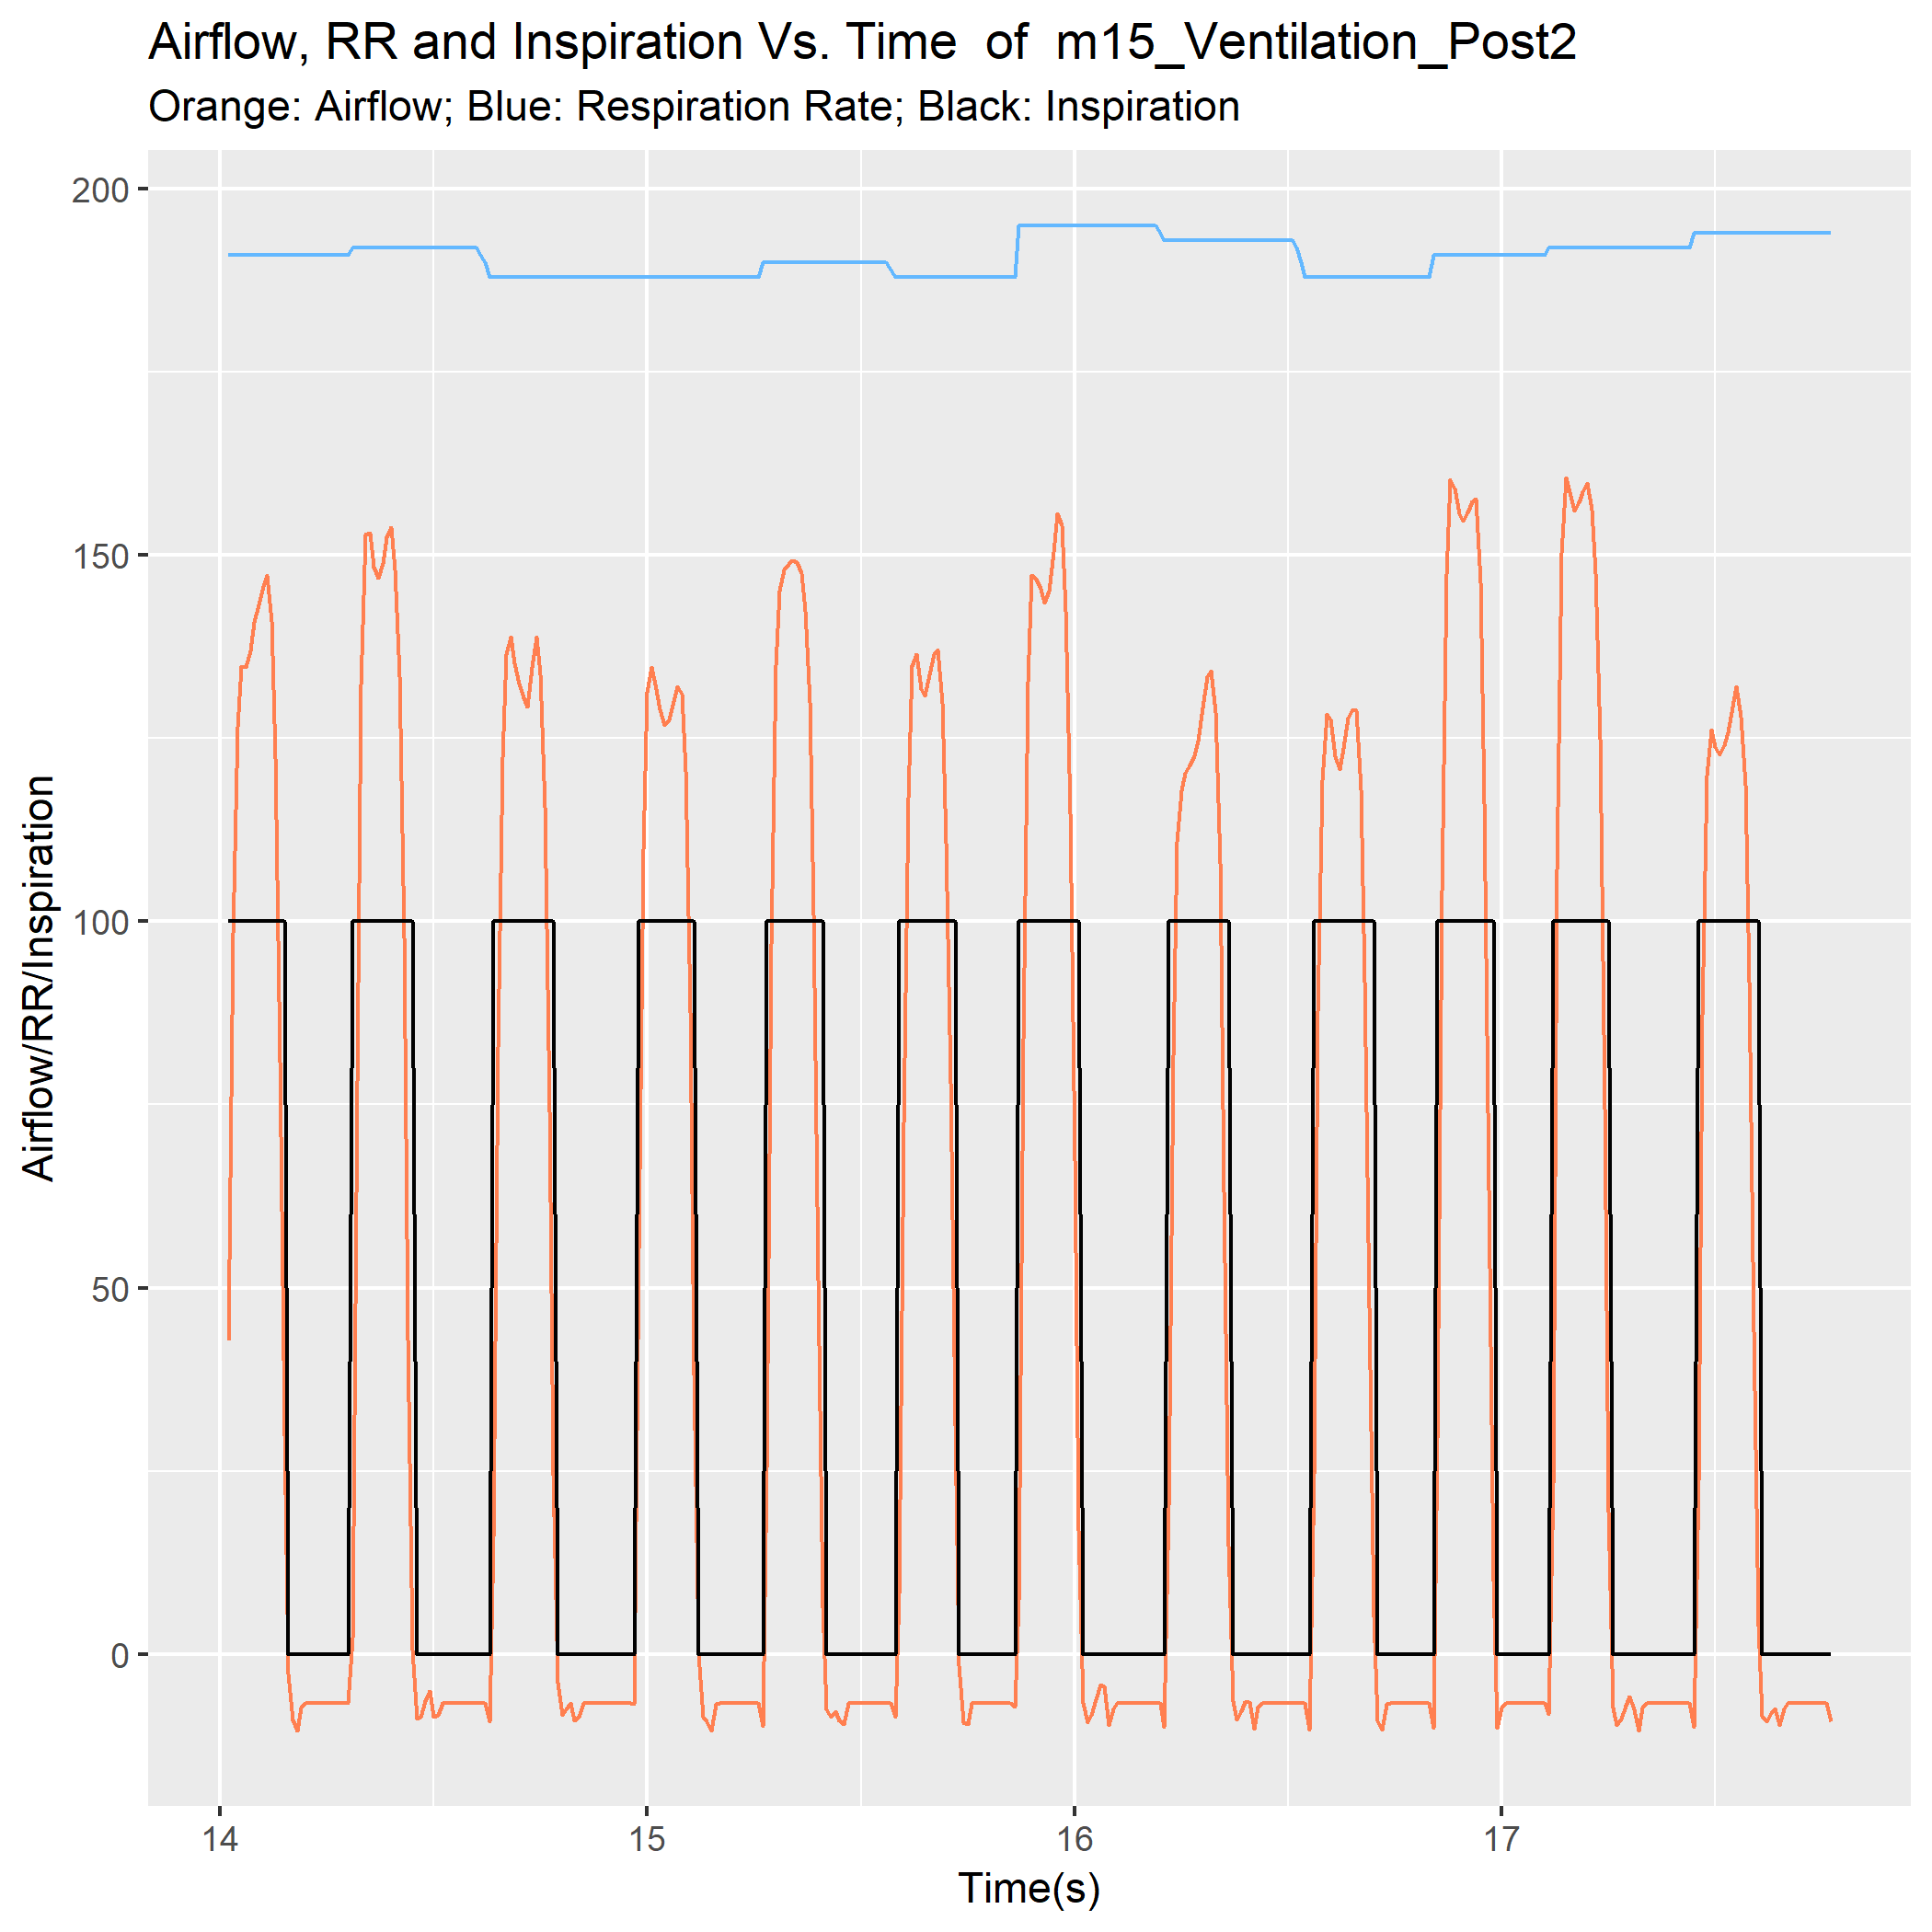 Airflow, RR and Inspiration Vs. Time  of  m15_Ventilation_Post2
Orange: Airflow; Blue: Respiration Rate; Black: Inspiration
200
150
100
50
0
Airflow/RR/Inspiration
14 15 16 17
Time(s)